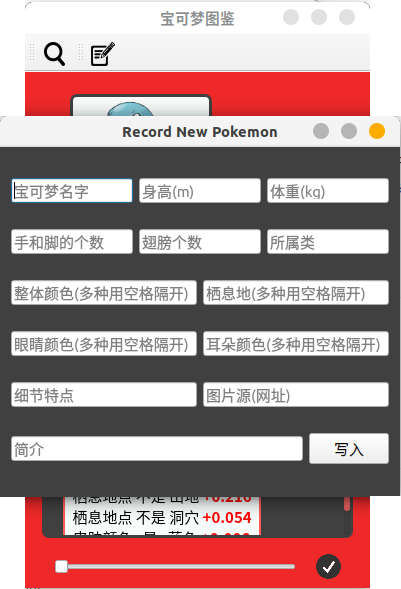 宝可梦图鉴
Record New Pokemon
宝可梦名字 身高(m) 体重(kg)
手和脚的个数 翅膀个数 所属类
整体颜色(多种用空格隔开) 栖息地(多种用空格隔开)
眼睛颜色(多种用空格隔开) 耳朵颜色(多种用空格隔开)
细节特点 图片源(网址)
简介 写入
栖息地点 不是 +0.216
栖息地点 不是 洞穴 +0.054